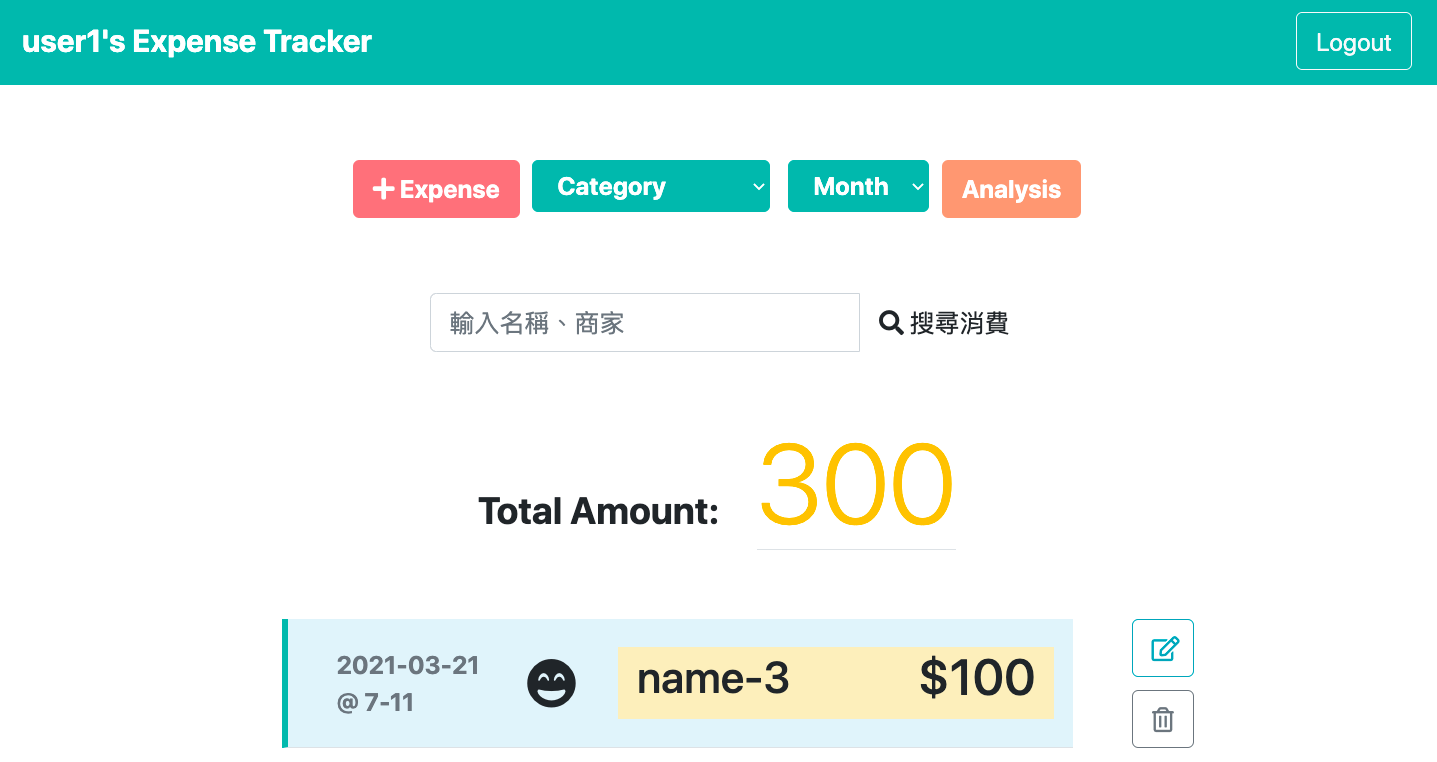 user1's Expense Tracker
Logout
Expense
Category
Month
Analysis
輸入名稱、商家
搜尋消費
Total Amount: 300
2021-03-21
@ 7-11
name-3 $100